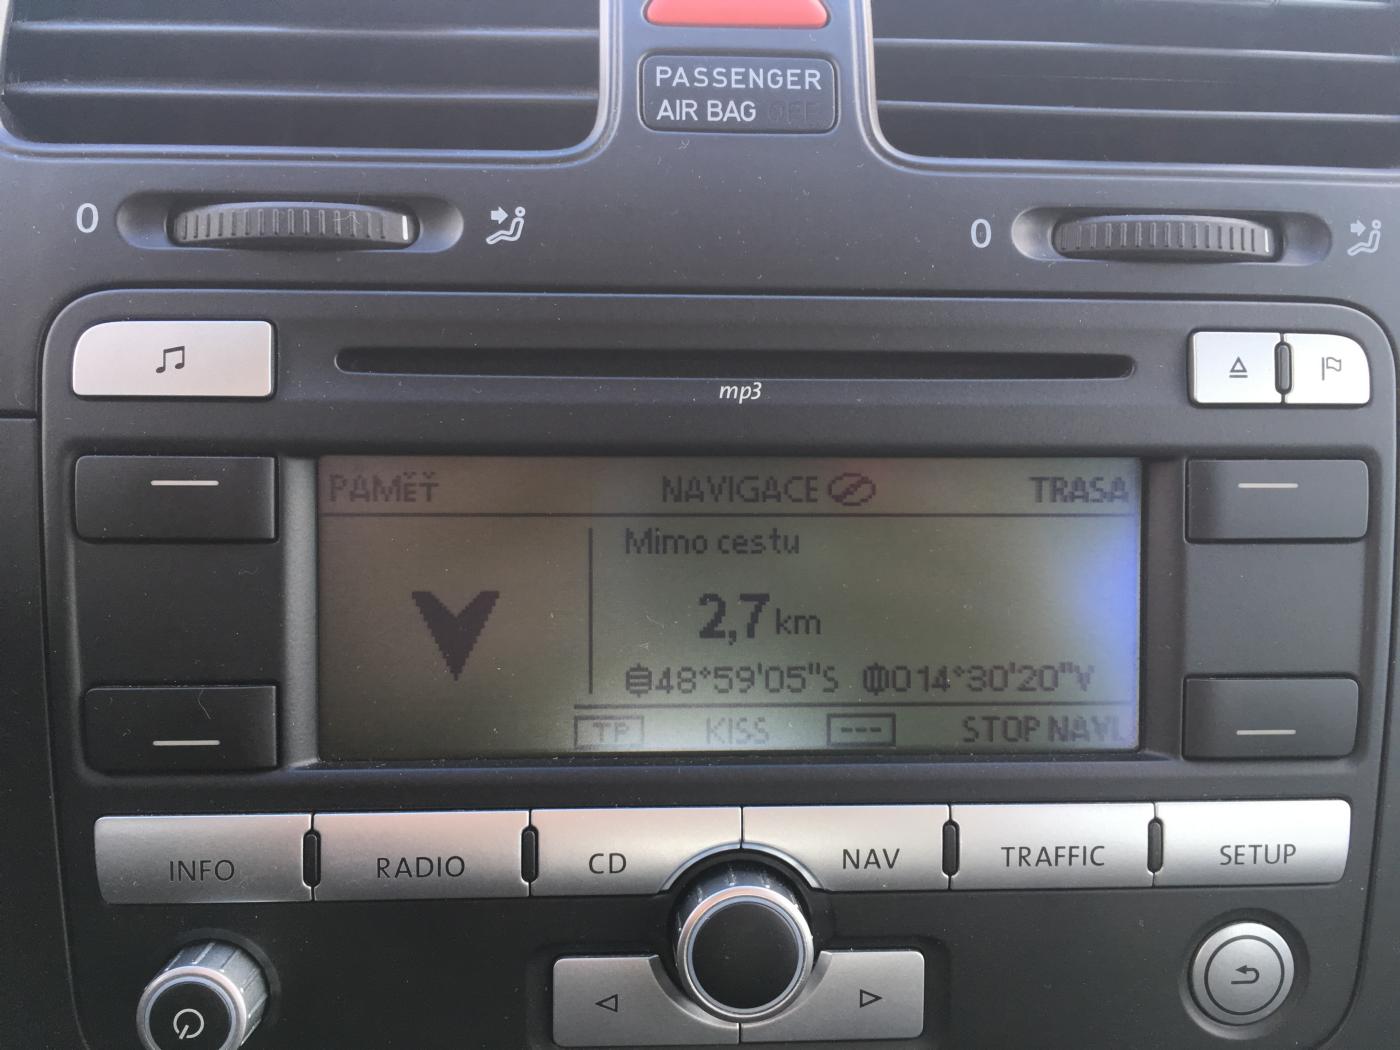 PASSENGER
AIR BAG OFF
0
0
mp3
PAMĚŤ NAVIGACE TRASA
Mimo cestu
2,7 km
48°59'05"S 014°30'20"V
TP KISS --- STOP NAVI.
INFO RADIO CD NAV TRAFFIC SETUP